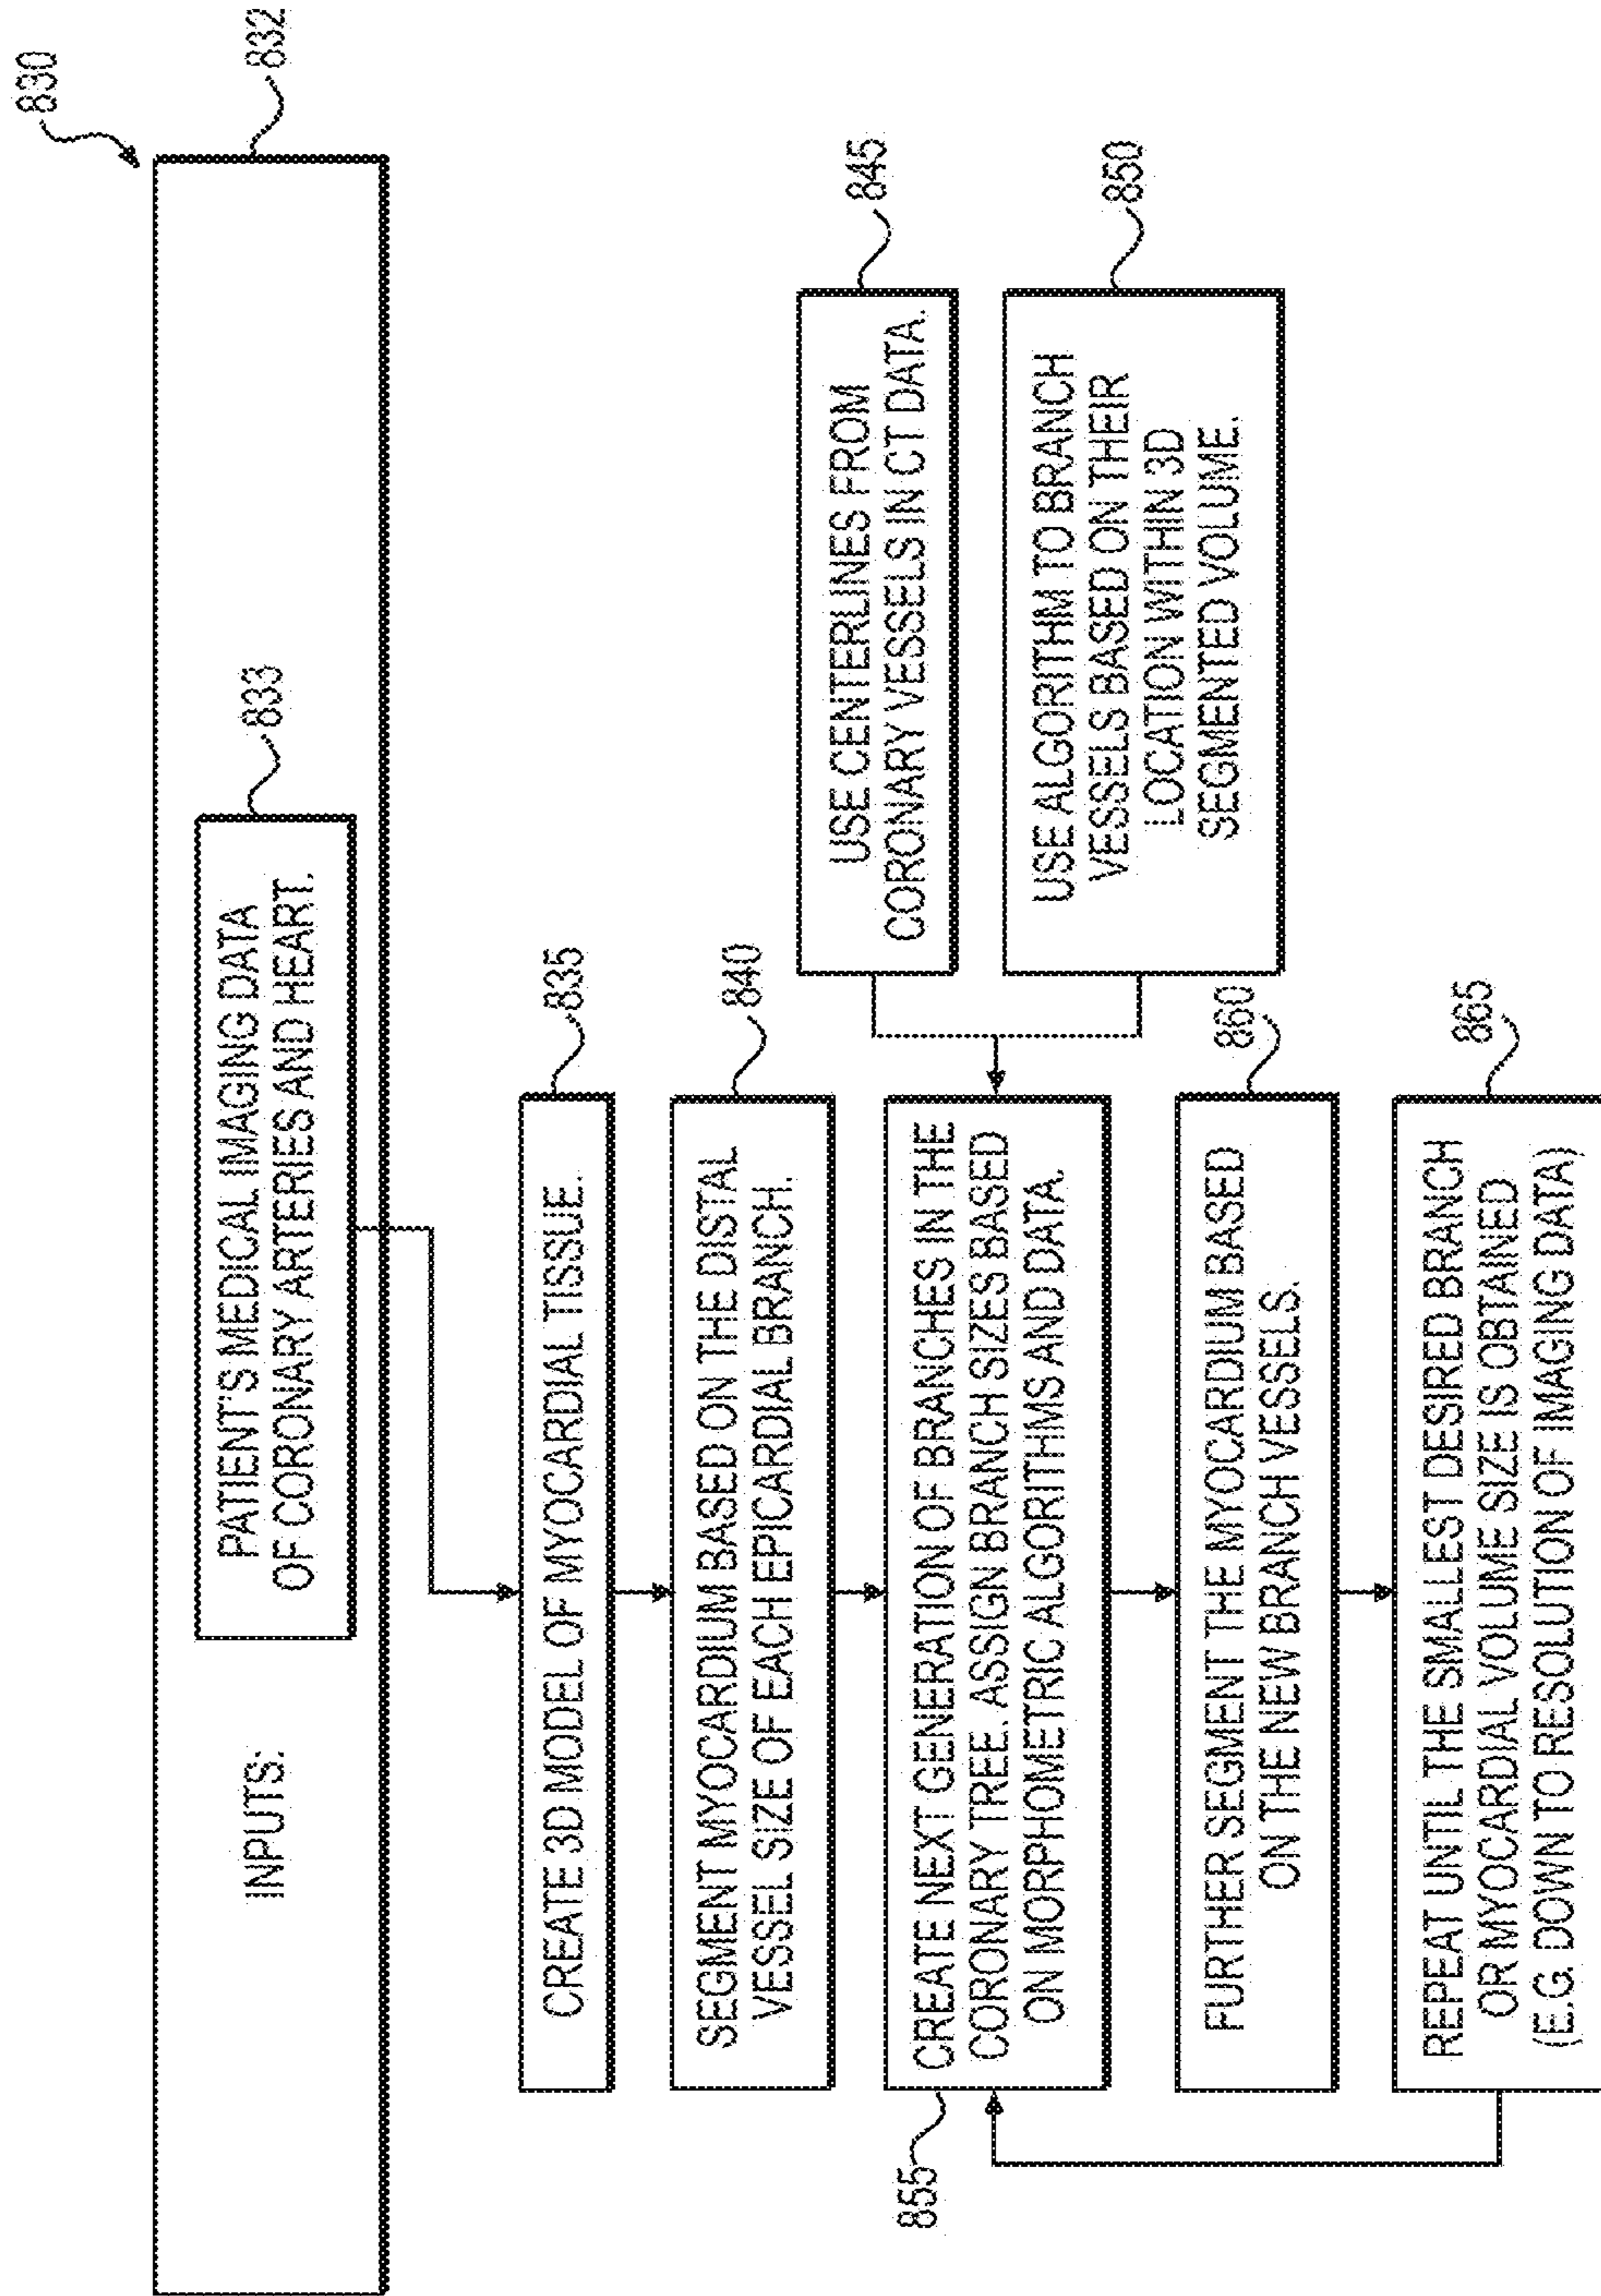 830
832
INPUTS:
833
PATIENT'S MEDICAL IMAGING DATA
OF CORONARY ARTERIES AND HEART.
835
CREATE 3D MODEL OF MYOCARDIAL TISSUE.
840
SEGMENT MYOCARDIUM BASED ON THE DISTAL
VESSEL SIZE OF EACH EPICARDIAL BRANCH.
845
USE CENTERLINES FROM
CORONARY VESSELS IN CT DATA.
850
USE ALGORITHM TO BRANCH
VESSELS BASED ON THEIR
LOCATION WITHIN 3D
SEGMENTED VOLUME.
855
CREATE NEXT GENERATION OF BRANCHES IN THE
CORONARY TREE. ASSIGN BRANCH SIZES BASED
ON MORPHOMETRIC ALGORITHMS AND DATA.
860
FURTHER SEGMENT THE MYOCARDIUM BASED
ON THE NEW BRANCH VESSELS.
865
REPEAT UNTIL THE SMALLEST DESIRED BRANCH
OR MYOCARDIAL VOLUME SIZE IS OBTAINED
(E.G. DOWN TO RESOLUTION OF IMAGING DATA)